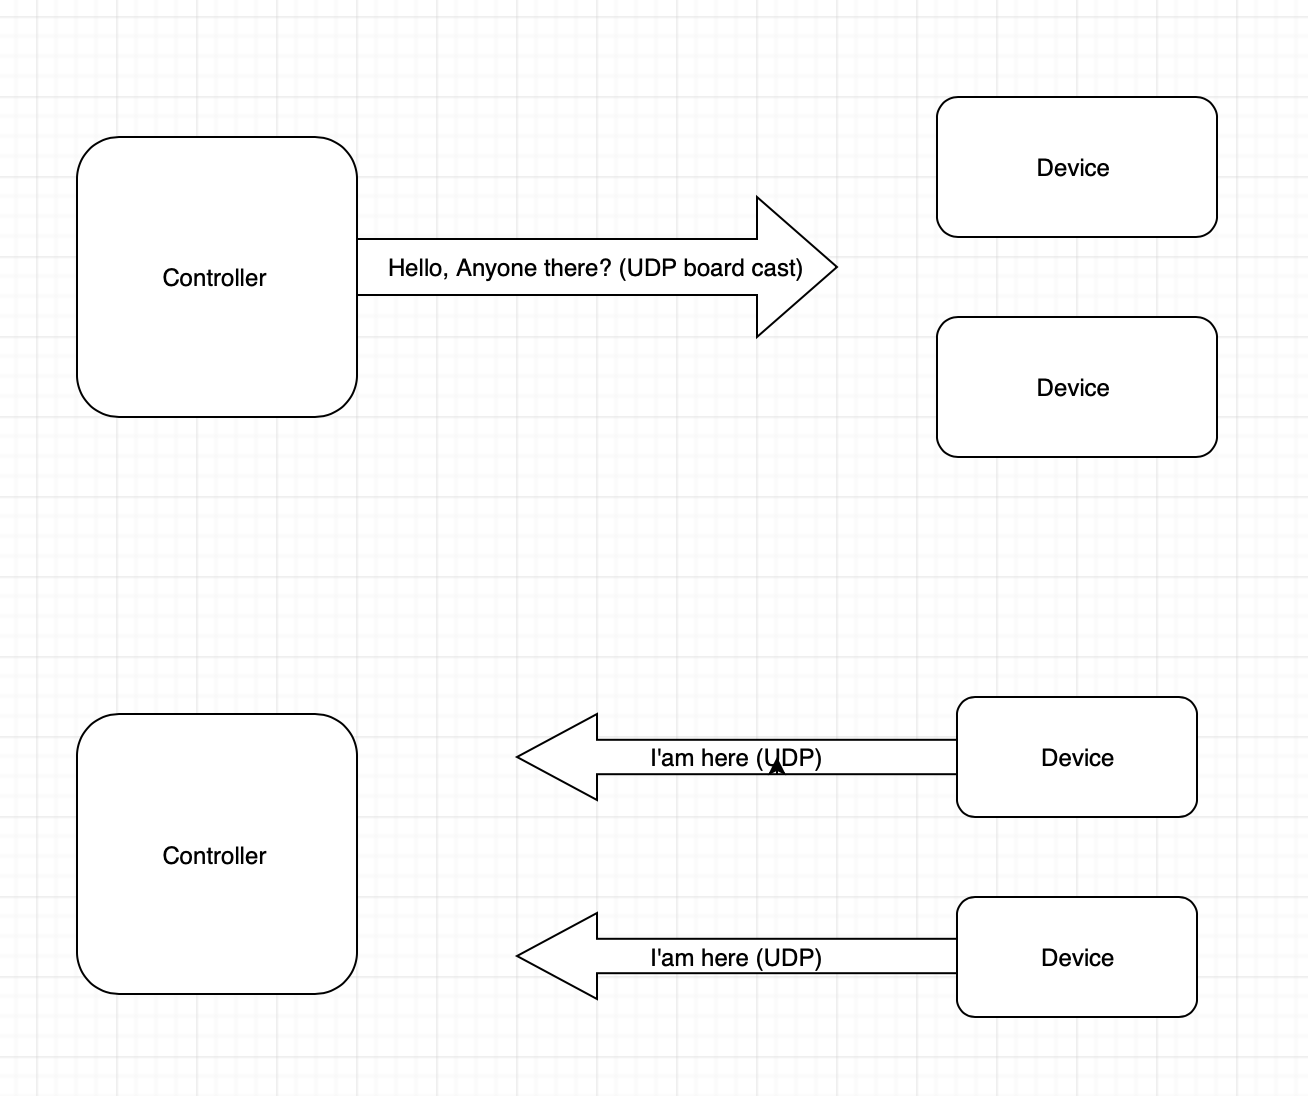 Controller
Hello, Anyone there? (UDP board cast)
Device
Device
Controller
I'am here (UDP)
Device
I'am here (UDP)
Device